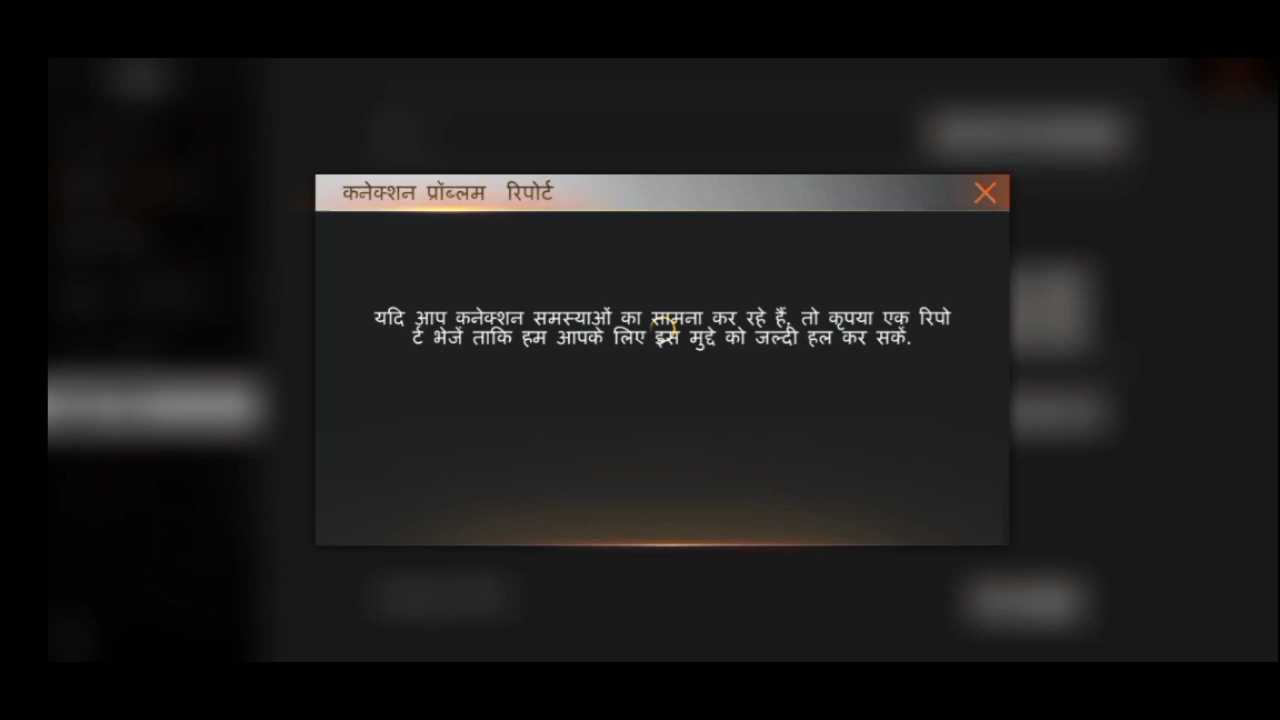 कनेक्शन प्रॉब्लम रिपोर्ट
यदि आप कनेक्शन समस्याओं का सामना कर रहे हैं, तो कृपया एक रिपो
र्ट भेजें ताकि हम आपके लिए इस मुद्दे को जल्दी हल कर सकें.